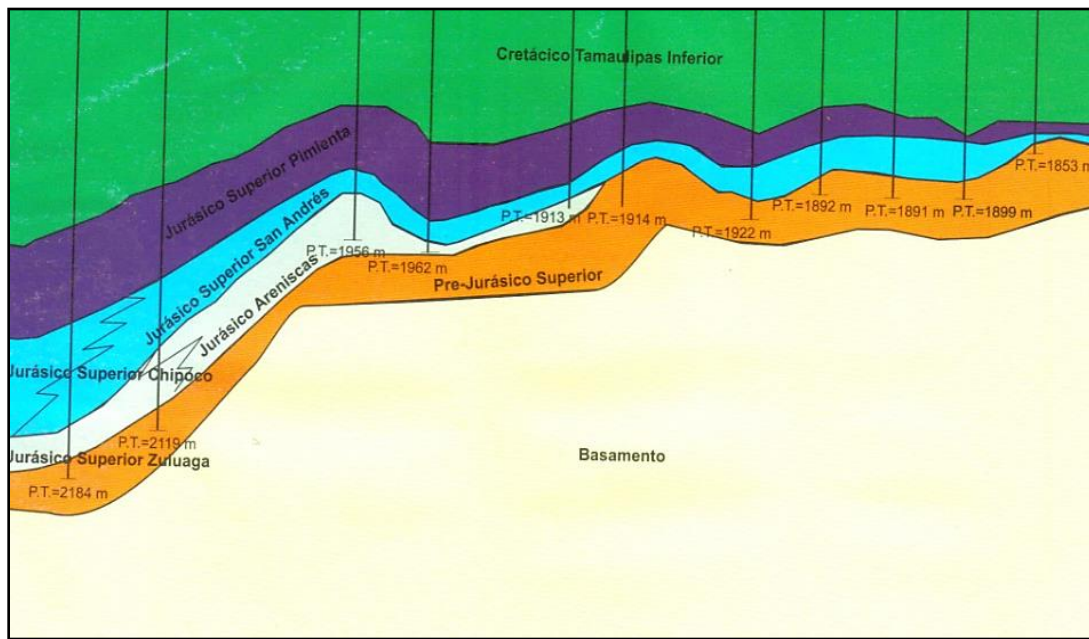 Cretácico Tamaulipas Inferior
Jurásico Superior Pimienta
Jurásico Superior San Andrés
Jurásico Areniscas
Jurásico Superior Chipoco
Jurásico Superior Zuluaga
Pre-Jurásico Superior
Basamento
P.T.=2184 m
P.T.=2119 m
P.T.=1956 m
P.T.=1962 m
P.T.=1913 m
P.T.=1914 m
P.T.=1922 m
P.T.=1892 m
P.T.=1891 m
P.T.=1899 m
P.T.=1853 m